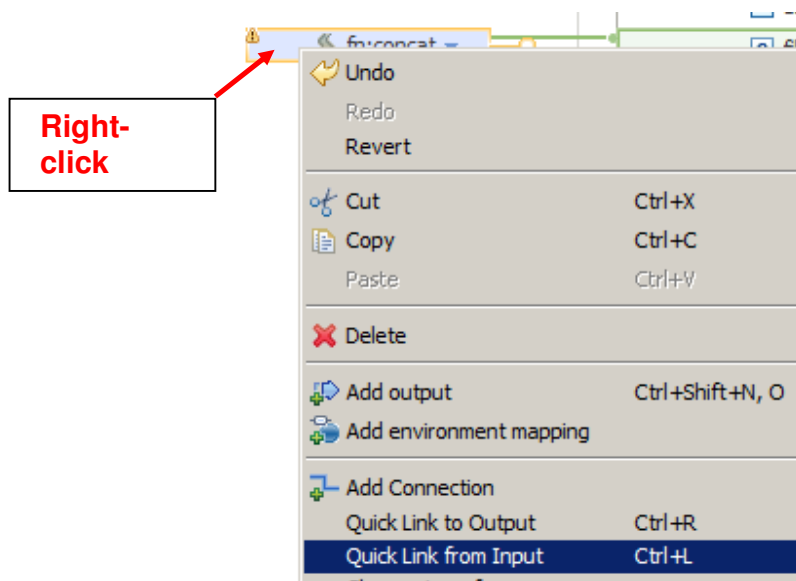 fn:concat
Undo
Redo
Right-
click
Revert
Cut Ctrl+X
Copy Ctrl+C
Paste Ctrl+V
Delete
Add output Ctrl+Shift+N, O
Add environment mapping
Add Connection
Quick Link to Output Ctrl+R
Quick Link from Input Ctrl+L